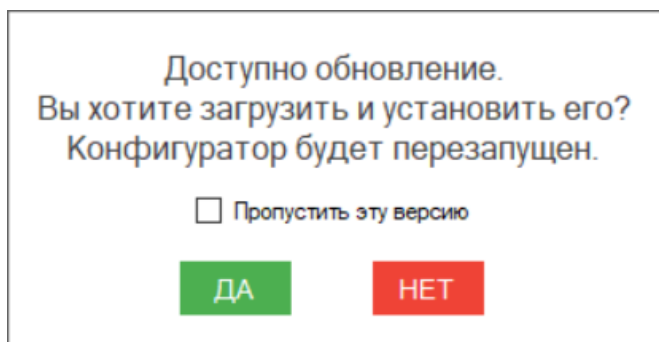 Доступно обновление.
Вы хотите загрузить и установить его?
Конфигуратор будет перезапущен.
Пропустить эту версию
ДА
НЕТ